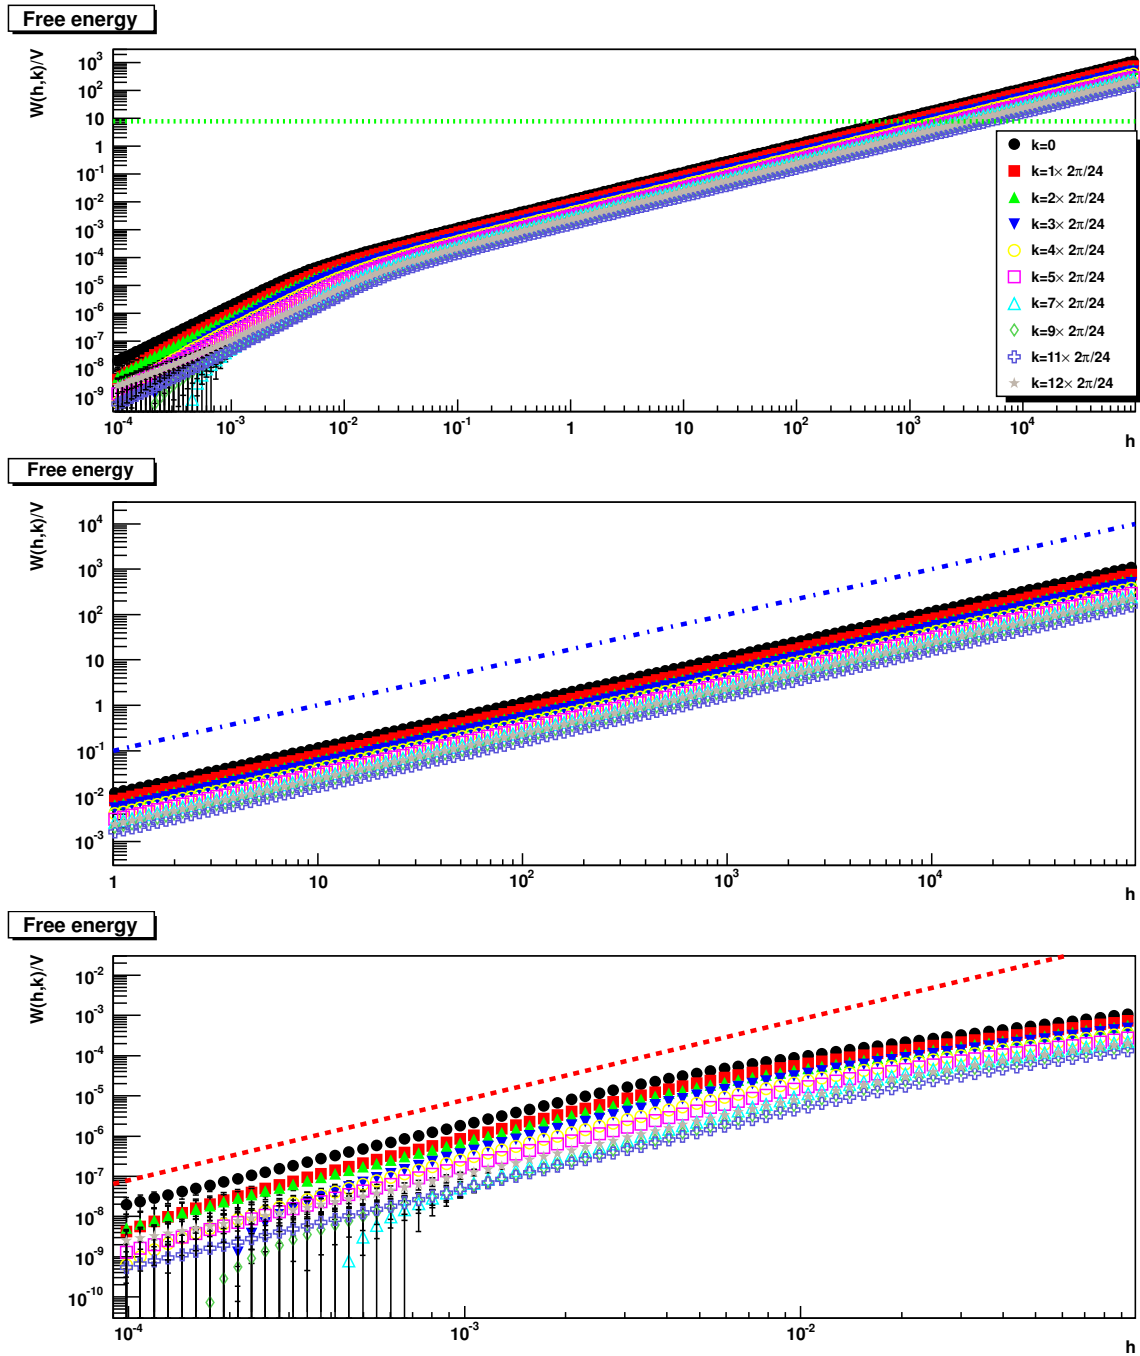 Free energy
W(h,k)/V
10³
10²
10
1
10⁻¹
10⁻²
10⁻³
10⁻⁴
10⁻⁵
10⁻⁶
10⁻⁷
10⁻⁸
10⁻⁹
k=0
k=1× 2π/24
k=2× 2π/24
k=3× 2π/24
k=4× 2π/24
k=5× 2π/24
k=7× 2π/24
k=9× 2π/24
k=11× 2π/24
k=12× 2π/24
10⁻⁴ 10⁻³ 10⁻² 10⁻¹ 1 10 10² 10³ 10⁴
h
Free energy
W(h,k)/V
10⁴
10³
10²
10
1
10⁻¹
10⁻²
10⁻³
1 10 10² 10³ 10⁴
h
Free energy
W(h,k)/V
10⁻²
10⁻³
10⁻⁴
10⁻⁵
10⁻⁶
10⁻⁷
10⁻⁸
10⁻⁹
10⁻¹⁰
10⁻⁴ 10⁻³ 10⁻²
h